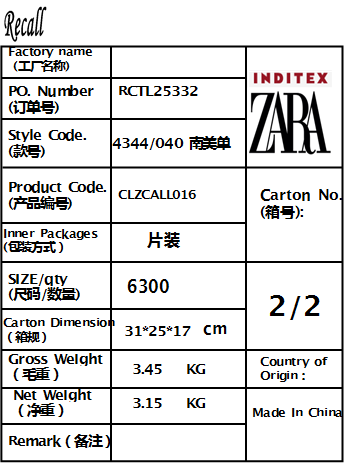 Recall
Factory name
(工厂名称)
PO. Number
(订单号)
RCTL25332
Style Code.
(款号)
4344/040 南美单
INDITEX
ZARA
Product Code.
(产品编号)
CLZCALL016
Carton No.
(箱号):
Inner Packages
(包装方式）
片装
SIZE/qty
(尺码/数量)
6300
2/2
Carton Dimension
（箱规）
31*25*17 cm
Gross Weight
（毛重）
3.45 KG
Country of
Origin：
Net Weight
（净重）
3.15 KG
Made In China
Remark（备注）